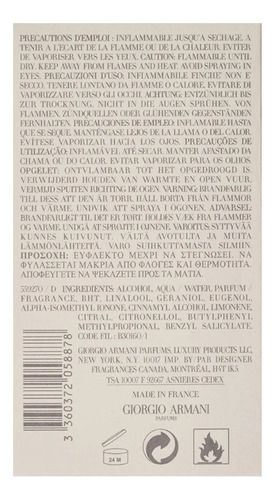 PRECAUTIONS D'EMPLOI : INFLAMMABLE JUSQU'A SECHAGE. A
TENIR A L'ECART DE LA FLAMME OU DE LA CHALEUR. EVITER
DE VAPORISER VERS LES YEUX. CAUTION: FLAMMABLE UNTIL
DRY. KEEP AWAY FROM FLAMES AND HEAT. AVOID SPRAYING IN
EYES. PRECAUZIONI D'USO: INFIAMMABILE FINCHE' NON E'
SECCO. TENERE LONTANO DA FIAMME O CALORE. EVITARE DI
VAPORIZZARE VERSO GLI OCCHI. ACHTUNG: ENTZÜNDLICH BIS
ZUR TROCKNUNG. NICHT IN DIE AUGEN SPRÜHEN. VON
FLAMMEN, ZUNDQUELLEN ODER GLÜHENDEN GEGENSTÄNDEN
FERNHALTEN. PRECAUCIONES DE EMPLEO: INFLAMABLE HASTA
QUE SE SEQUE. MANTÉNGASE LEJOS DE LA LLAMA O DEL CALOR.
EVÍTESE VAPORIZAR HACIA LOS OJOS. PRECAUÇÕES DE
UTILIZAÇÃO: INFLAMÁVEL ATÉ SECAR. MANTER AFASTADO DA
CHAMA OU DO CALOR. EVITAR VAPORIZAR PARA OS OLHOS.
OPGELET: ONTVLAMBAAR TOT HET OPGEDROOGD IS.
VERWIJDERD HOUDEN VAN WARMTE EN OPEN VUUR.
VERMIJD SPUITEN RICHTING DE OGEN. VARNING: BRANDFARLIG
TILL DESS ATT DEN ÄR TORR. HÅLL BORTA FRÅN FLAMMOR
OCH VÄRME. UNDVIK ATT SPRAYA I ÖGONEN. ADVARSEL:
BRANDFARLIGT TIL DET ER TØRT. HOLDES VÆK FRA FLAMMER
OG VARME. UNDGÅ AT SPRØJTE I ØJNENE. VAROITUS: SYTTYVÄÄ
KUNNES KUIVUNUT. VÄLTÄ AVOTULTA JA MUITA
LÄMMÖNLÄHTEITÄ. VARO SUIHKUTTAMASTA SILMIIN.
ΠΡΟΣΟΧΗ: ΕΥΦΛΕΚΤΟ ΜΕΧΡΙ ΝΑ ΣΤΕΓΝΩΣΕΙ. ΝΑ
ΦΥΛΑΣΣΕΤΑΙ ΜΑΚΡΙΑ ΑΠΟ ΦΛΟΓΕΣ ΚΑΙ ΘΕΡΜΟΤΗΤΑ.
ΑΠΟΦΕΥΓΕΤΕ ΝΑ ΨΕΚΑΖΕΤΕ ΠΡΟΣ ΤΑ ΜΑΤΙΑ.
D INGREDIENTS: ALCOHOL, AQUA / WATER, PARFUM /
FRAGRANCE, BHT, LINALOOL, GERANIOL, EUGENOL,
ALPHA-ISOMETHYL IONONE, CINNAMYL ALCOHOL, LIMONENE,
CITRAL, CITRONELLOL, BUTYLPHENYL
METHYLPROPIONAL, BENZYL SALICYLATE.
CODE FIL.: B30160/1
GIORGIO ARMANI PARFUMS, LUXURY PRODUCTS LLC,
NEW YORK, N.Y. 10017 IMP. BY PAR DESIGNER
FRAGRANCES CANADA, MONTREAL, H4T 1K5
TSA 10007 F 92667 ASNIERES CEDEX
MADE IN FRANCE
GIORGIO ARMANI
PARFUMS
24 M
3 360372 058878